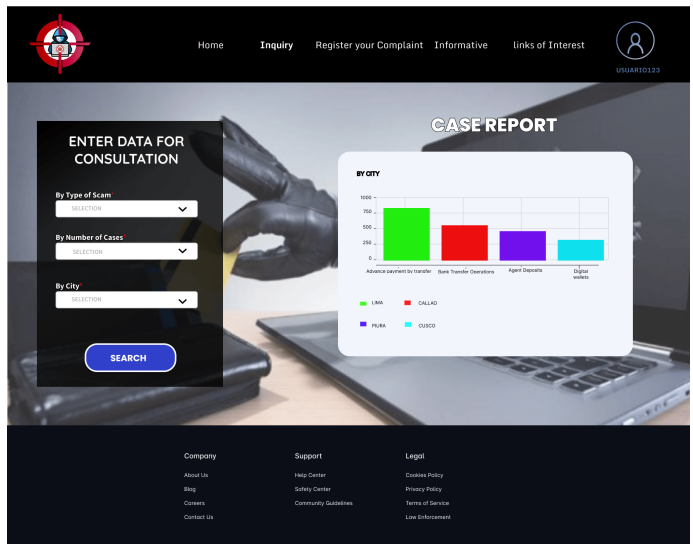 Home
Inquiry
Register your Complaint
Informative
links of Interest
USUARIO123
ENTER DATA FOR
CONSULTATION
By Type of Scam*
SELECTION
By Number of Cases*
SELECTION
By City*
SELECTION
SEARCH
CASE REPORT
BY CITY
1000
750
500
250
0
Advance payment by transfer
Bank Transfer Operations
Agent Deposits
Digital
wallets
LIMA
CALLAO
PIURA
CUSCO
Company
About Us
Blog
Careers
Contact Us
Support
Help Center
Safety Center
Community Guidelines
Legal
Cookies Policy
Privacy Policy
Terms of Service
Law Enforcement